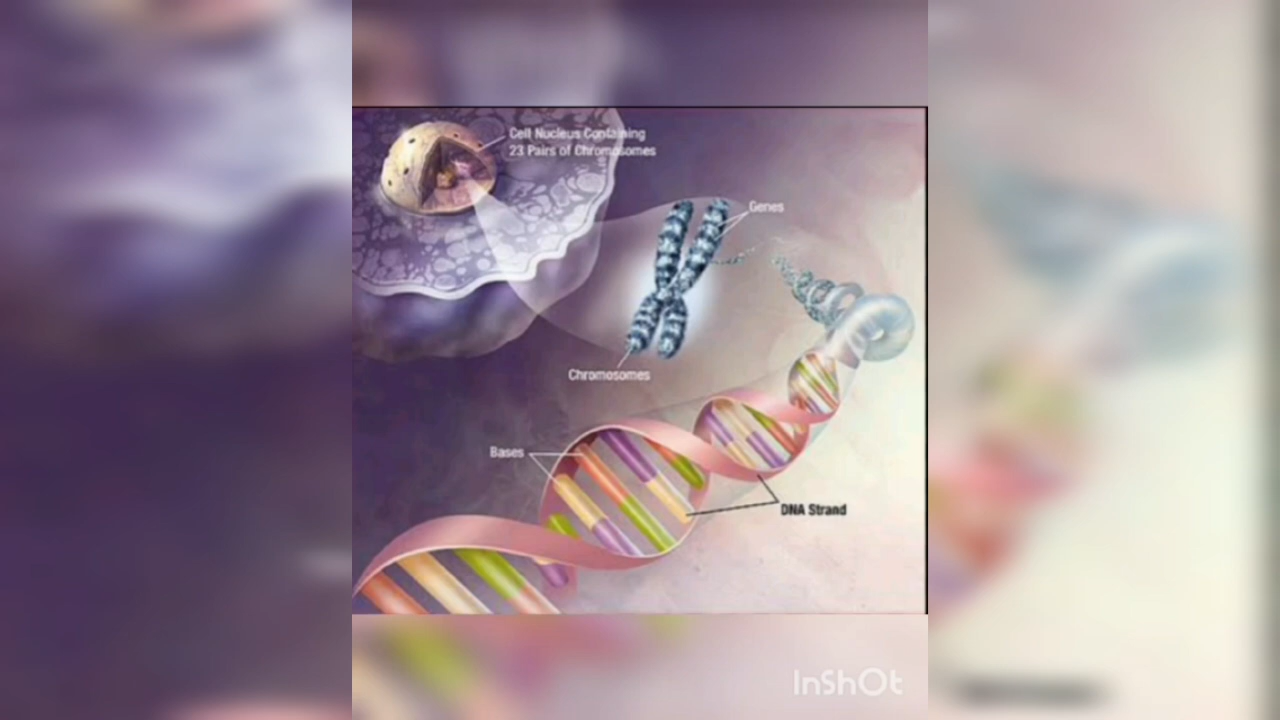 Cell Nucleus Containing
23 Pairs of Chromosomes
Genes
Chromosomes
Bases
DNA Strand
InShOt